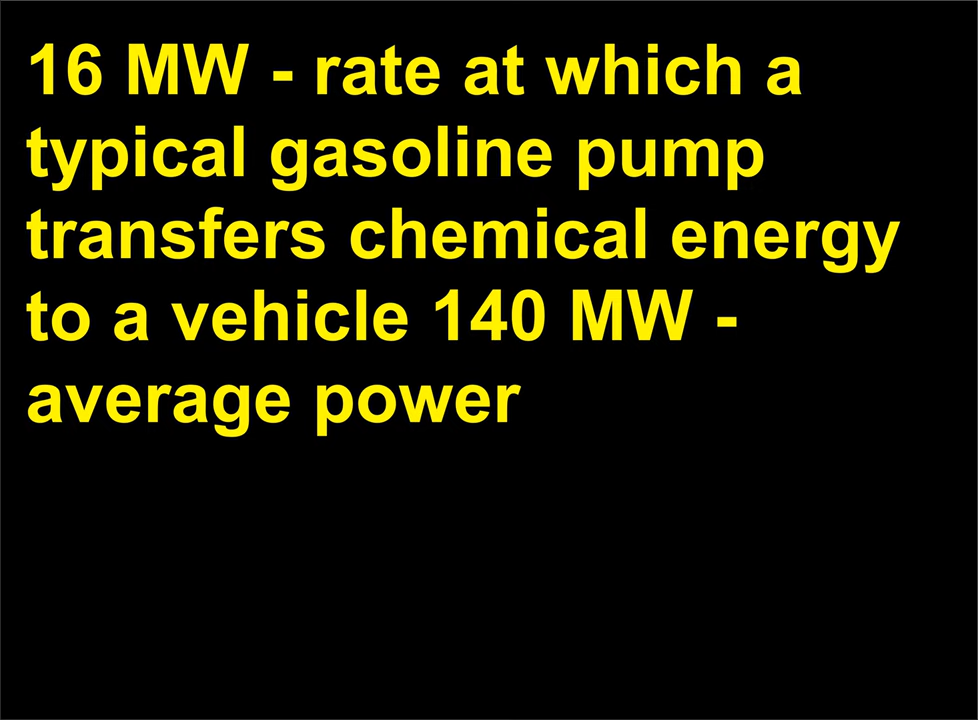 16 MW - rate at which a
typical gasoline pump
transfers chemical energy
to a vehicle 140 MW -
average power